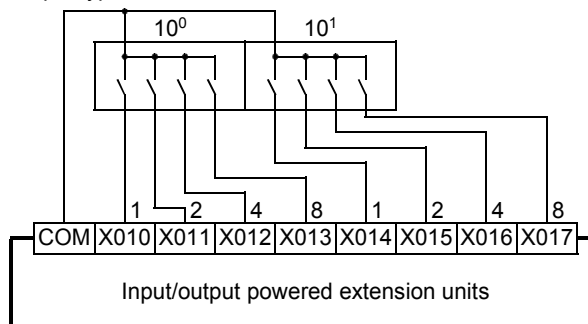 10⁰ 10¹
1 2 4 8 1 2 4 8
COM X010 X011 X012 X013 X014 X015 X016 X017
Input/output powered extension units